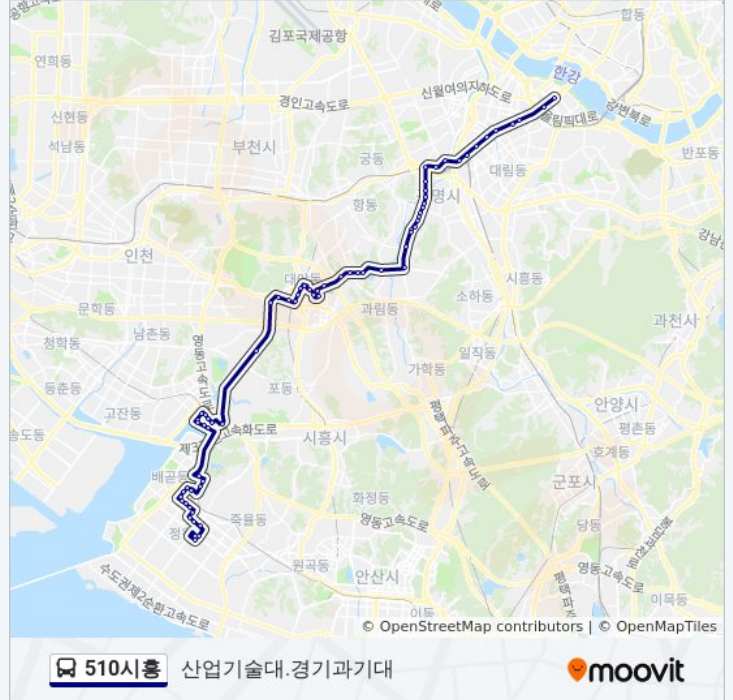 합동
김포국제공항
연희동
한강
신월여의지하도로
경인고속도로
강변북로
올림픽대로
신현동
석남동
부천시
궁동
대림동
반포동
항동
명시
인천
대야동
시흥동
소하동
문학동
과림동
남촌동
과천시
청학동
영동고속도로
일직동
가학동
동춘동
포동
고잔동
안양시
평촌동
송도동
고속화도로
시흥시
호계동
배곧동
군포시
화정동
죽율동
영동고속도로
당동
원곡동
안산시
영동고속도로
이목동
수도권제2순환고속도로
이동
© OpenStreetMap contributors | © OpenMapTiles
510시흥 산업기술대.경기과기대 moovit